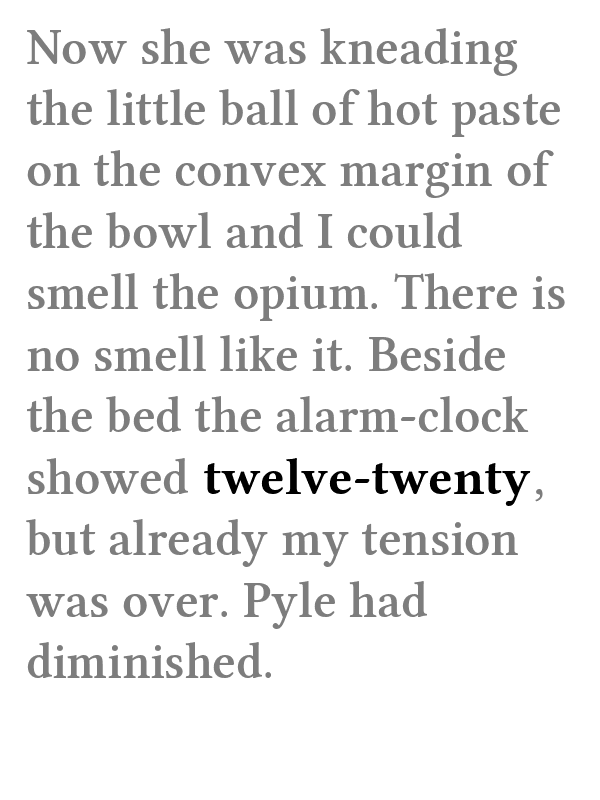 Now she was kneading
the little ball of hot paste
on the convex margin of
the bowl and I could
smell the opium. There is
no smell like it. Beside
the bed the alarm-clock
showed twelve-twenty,
but already my tension
was over. Pyle had
diminished.